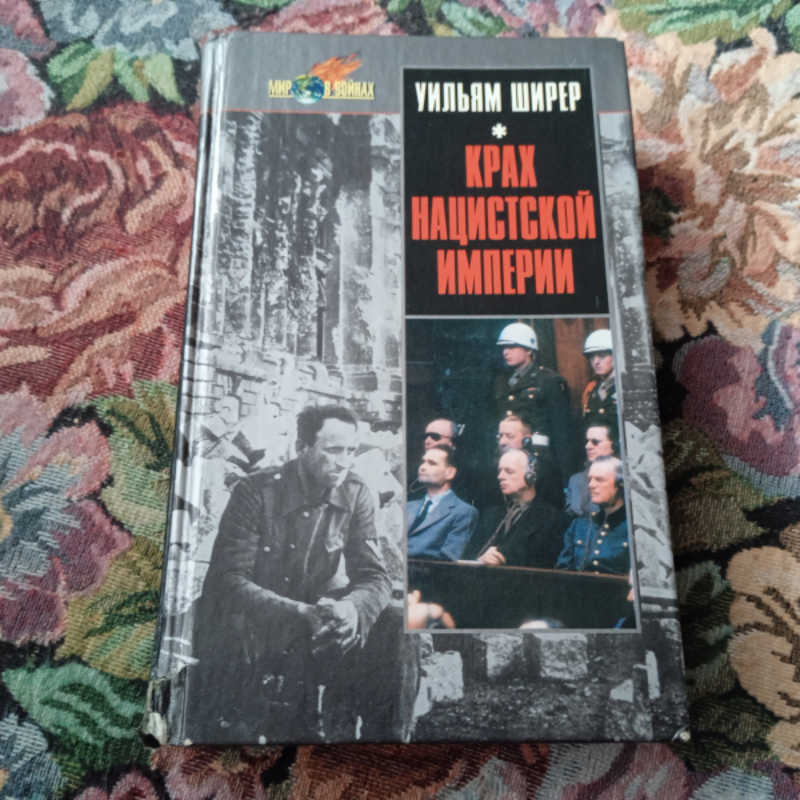 МИР В ВОЙНАХ
УИЛЬЯМ ШИРЕР
*
КРАХ
НАЦИСТСКОЙ
ИМПЕРИИ